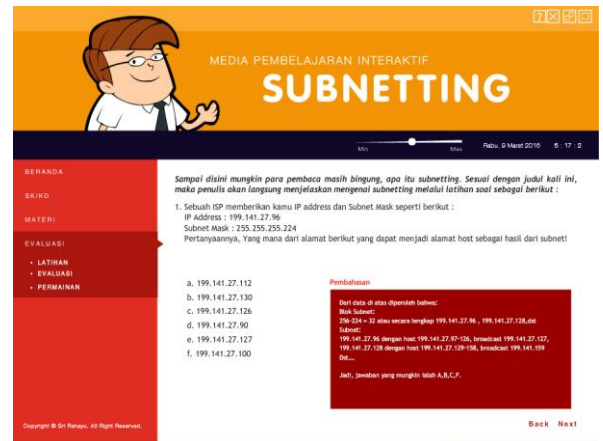 MEDIA PEMBELAJARAN INTERAKTIF
SUBNETTING
Min
Max
Rabu, 9 Maret 2016 5 : 17 : 2
BERANDA
SK/KD
MATERI
EVALUASI
• LATIHAN
• EVALUASI
• PERMAINAN
Sampai disini mungkin para pembaca masih bingung, apa itu subnetting. Sesuai dengan judul kali ini,
maka penulis akan langsung menjelaskan mengenai subnetting melalui latihan soal sebagai berikut :
1. Sebuah ISP memberikan kamu IP address dan Subnet Mask seperti berikut :
IP Address : 199.141.27.96
Subnet Mask : 255.255.255.224
Pertanyaannya, Yang mana dari alamat berikut yang dapat menjadi alamat host sebagai hasil dari subnet!
a. 199.141.27.112
b. 199.141.27.130
c. 199.141.27.126
d. 199.141.27.90
e. 199.141.27.127
f. 199.141.27.100
Pembahasan
Dari data di atas diperoleh bahwa:
Blok Subnet:
256-224 = 32 atau secara lengkap 199.141.27.96 , 199.141.27.128,dst
Subnet:
199.141.27.96 dengan host 199.141.27.97-126, broadcast 199.141.27.127,
199.141.27.128 dengan host 199.141.27.129-158, broadcast 199.141.159
Dst...
Jadi, jawaban yang mungkin ialah A,B,C,F.
Copyright @ Sri Rahayu, All Right Reserved.
Back Next